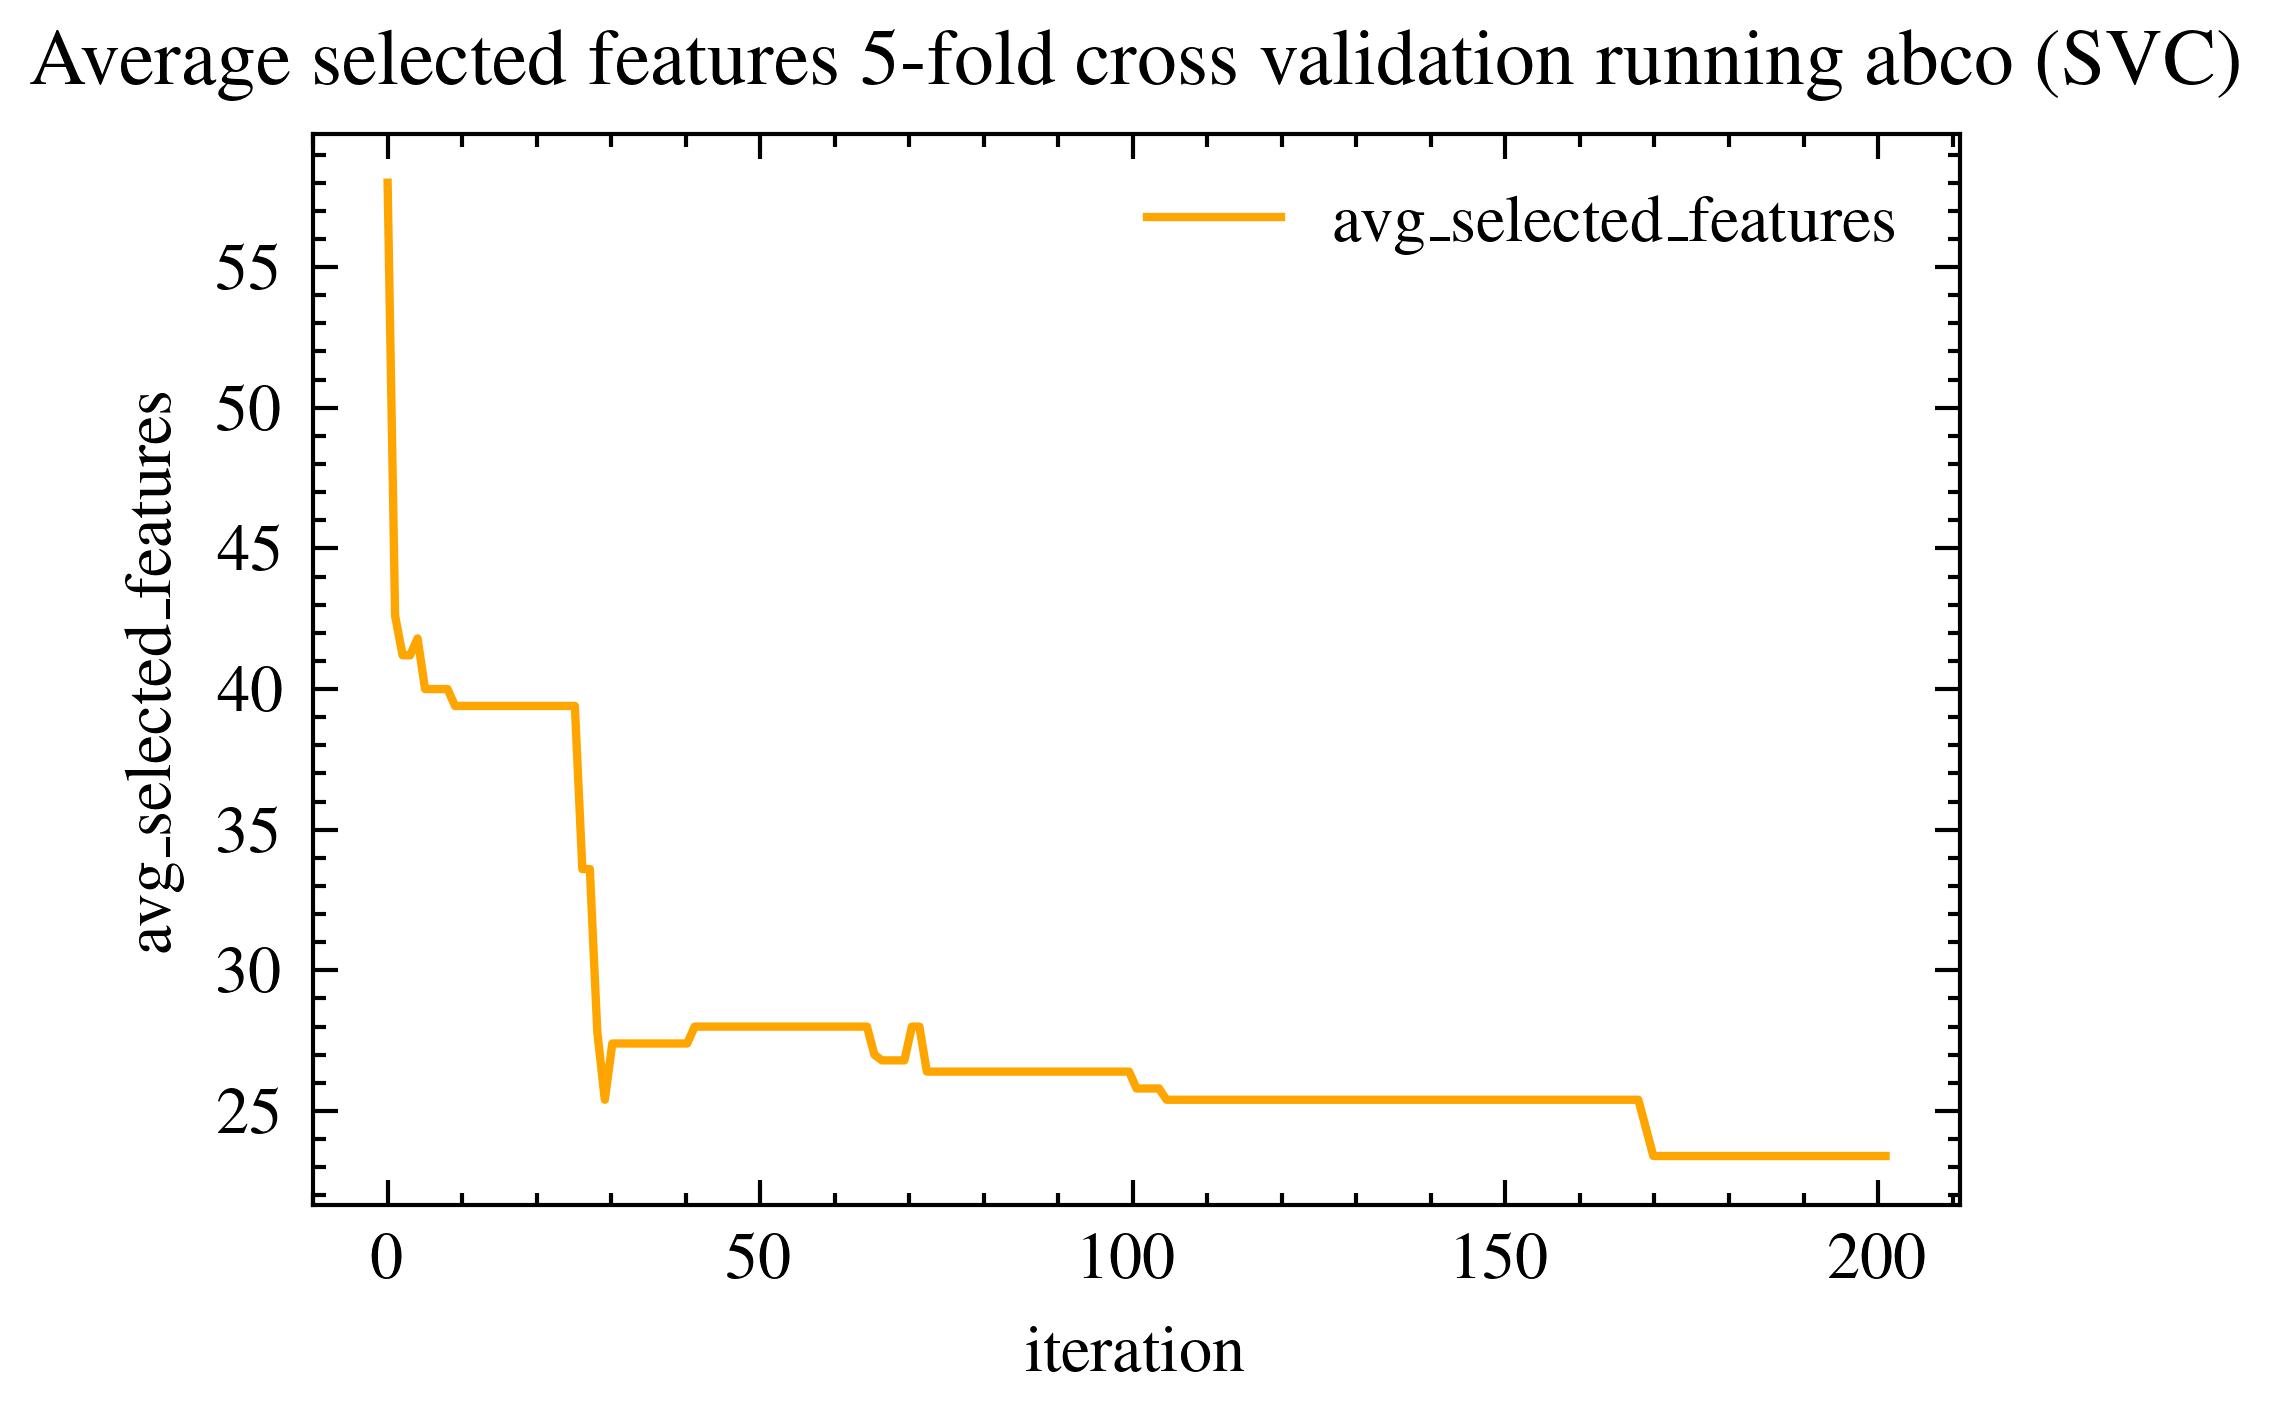 Average selected features 5-fold cross validation running abco (SVC)
avg_selected_features
avg_selected_features
55
50
45
40
35
30
25
0 50 100 150 200
iteration